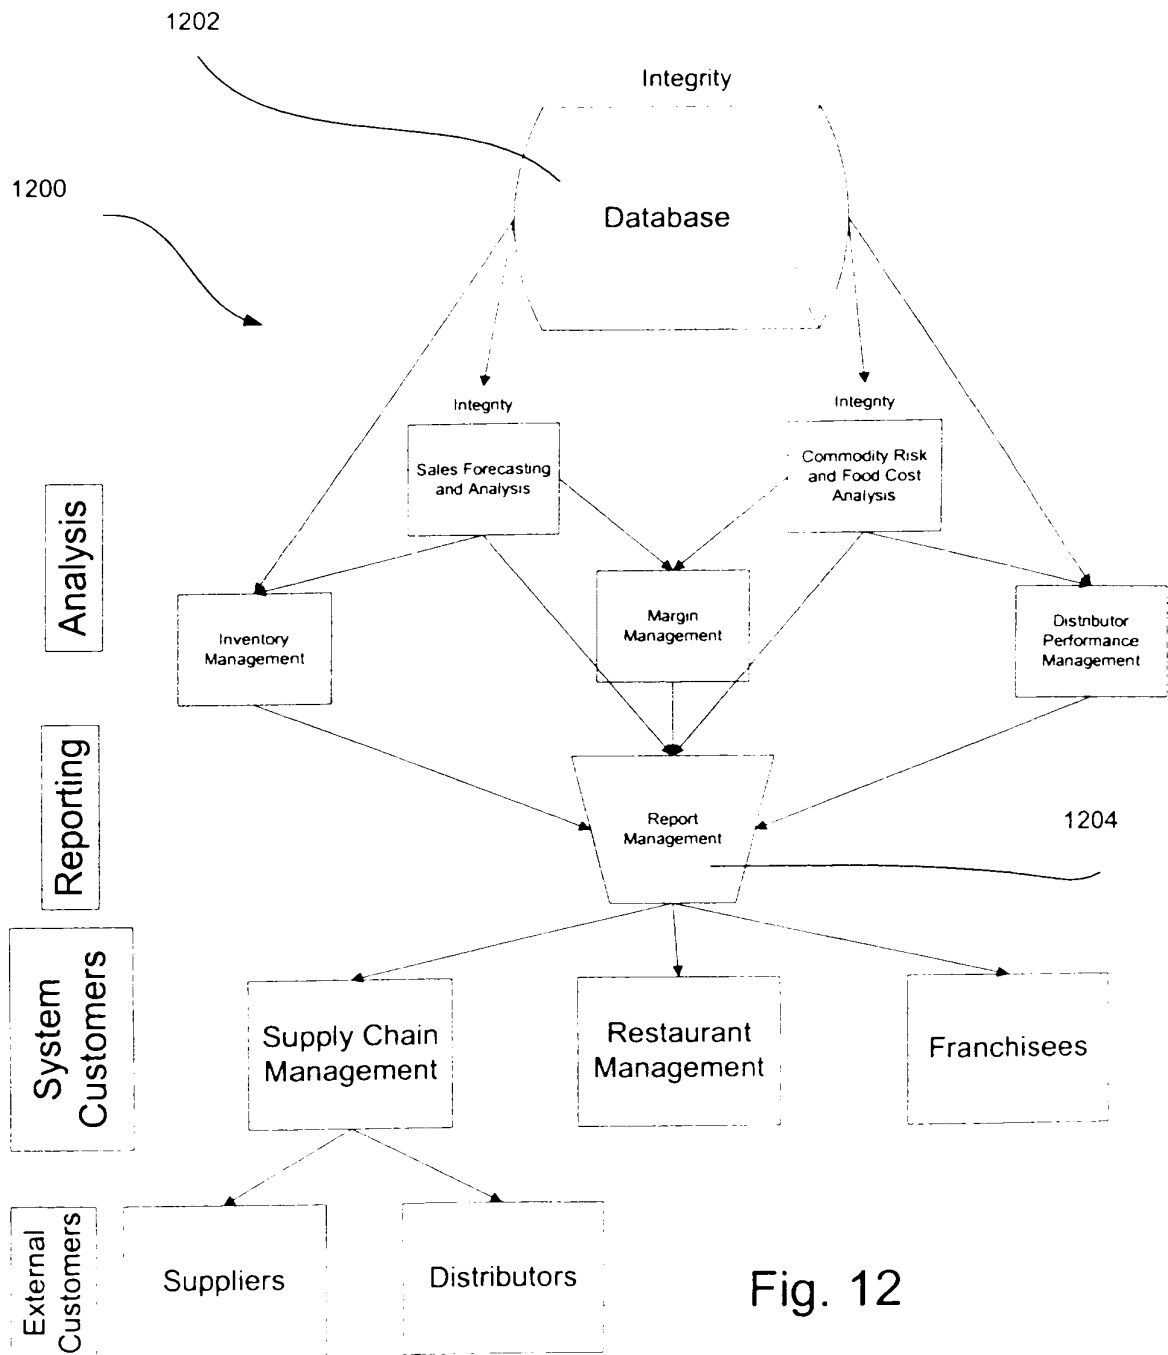 1202
Integrity
1200
Database
Integrity
Integrity
Sales Forecasting
and Analysis
Commodity Risk
and Food Cost
Analysis
Analysis
Inventory
Management
Margin
Management
Distributor
Performance
Management
Reporting
Report
Management
1204
System
Customers
Supply Chain
Management
Restaurant
Management
Franchisees
External
Customers
Suppliers
Distributors
Fig. 12